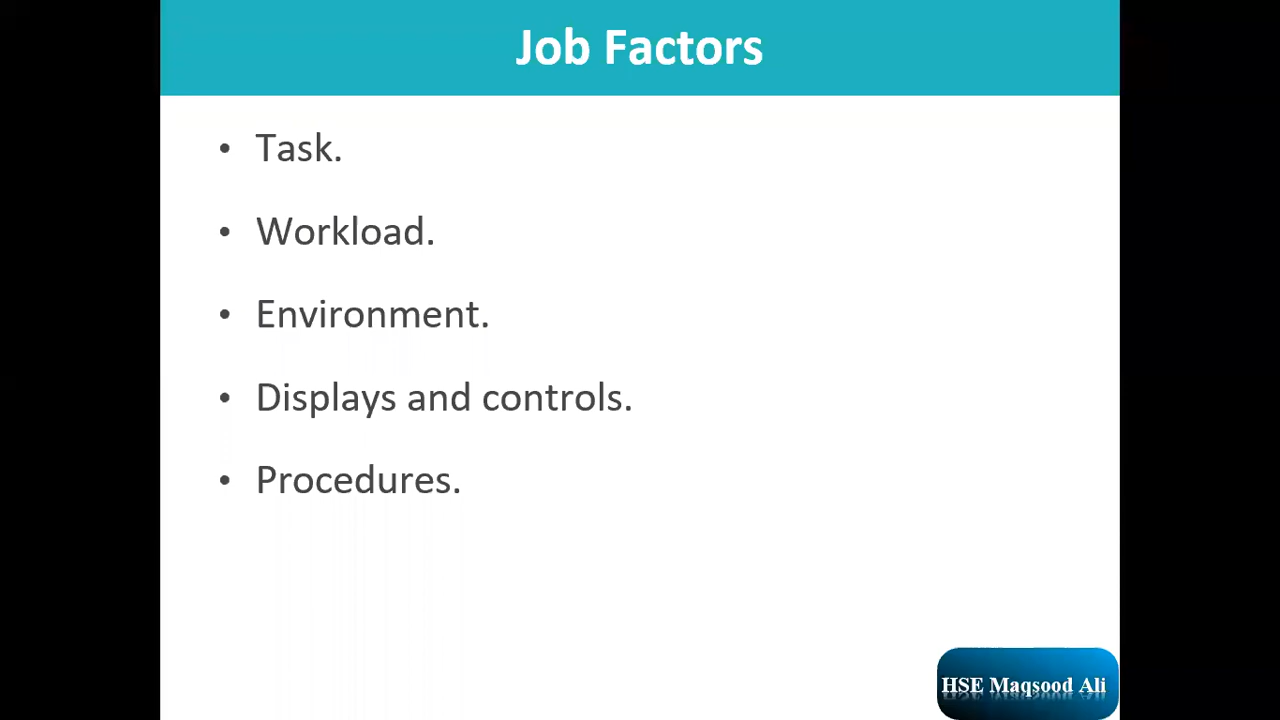 Job Factors
• Task.
• Workload.
• Environment.
• Displays and controls.
• Procedures.
HSE Maqsood Ali